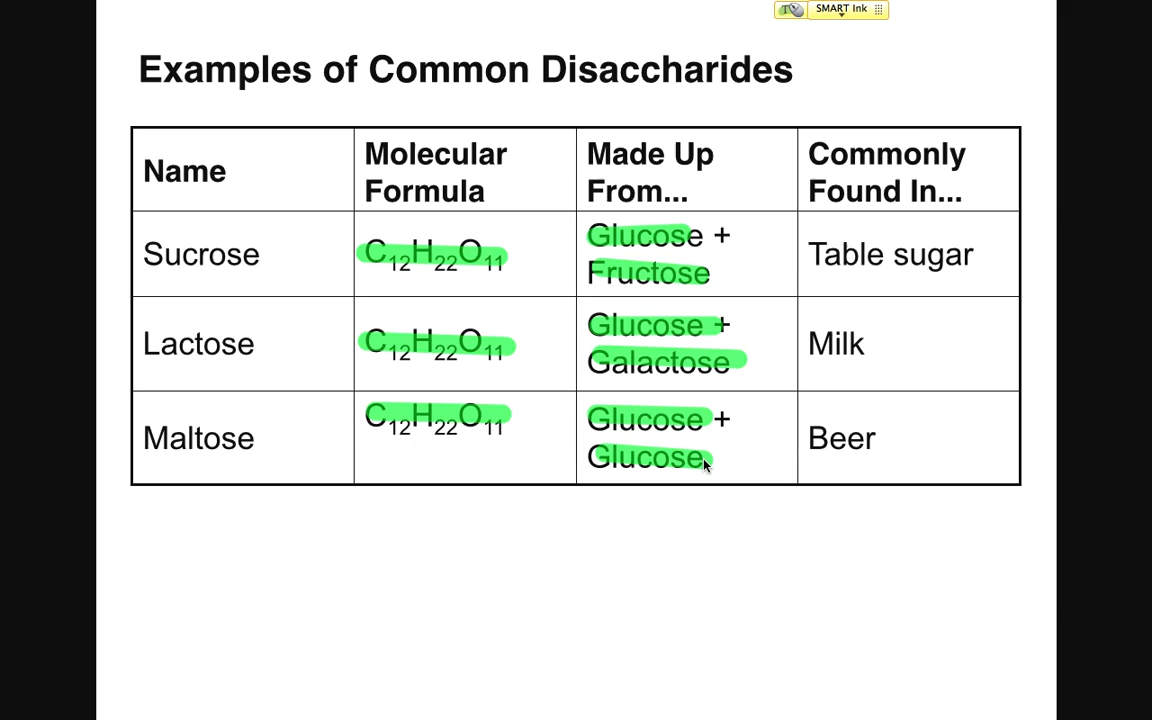 SMART Ink
Examples of Common Disaccharides
Name
Molecular
Formula
Made Up
From...
Commonly
Found In...
Sucrose
C₁₂H₂₂O₁₁
Glucose +
Fructose
Table sugar
Lactose
C₁₂H₂₂O₁₁
Glucose +
Galactose
Milk
Maltose
C₁₂H₂₂O₁₁
Glucose +
Glucose
Beer